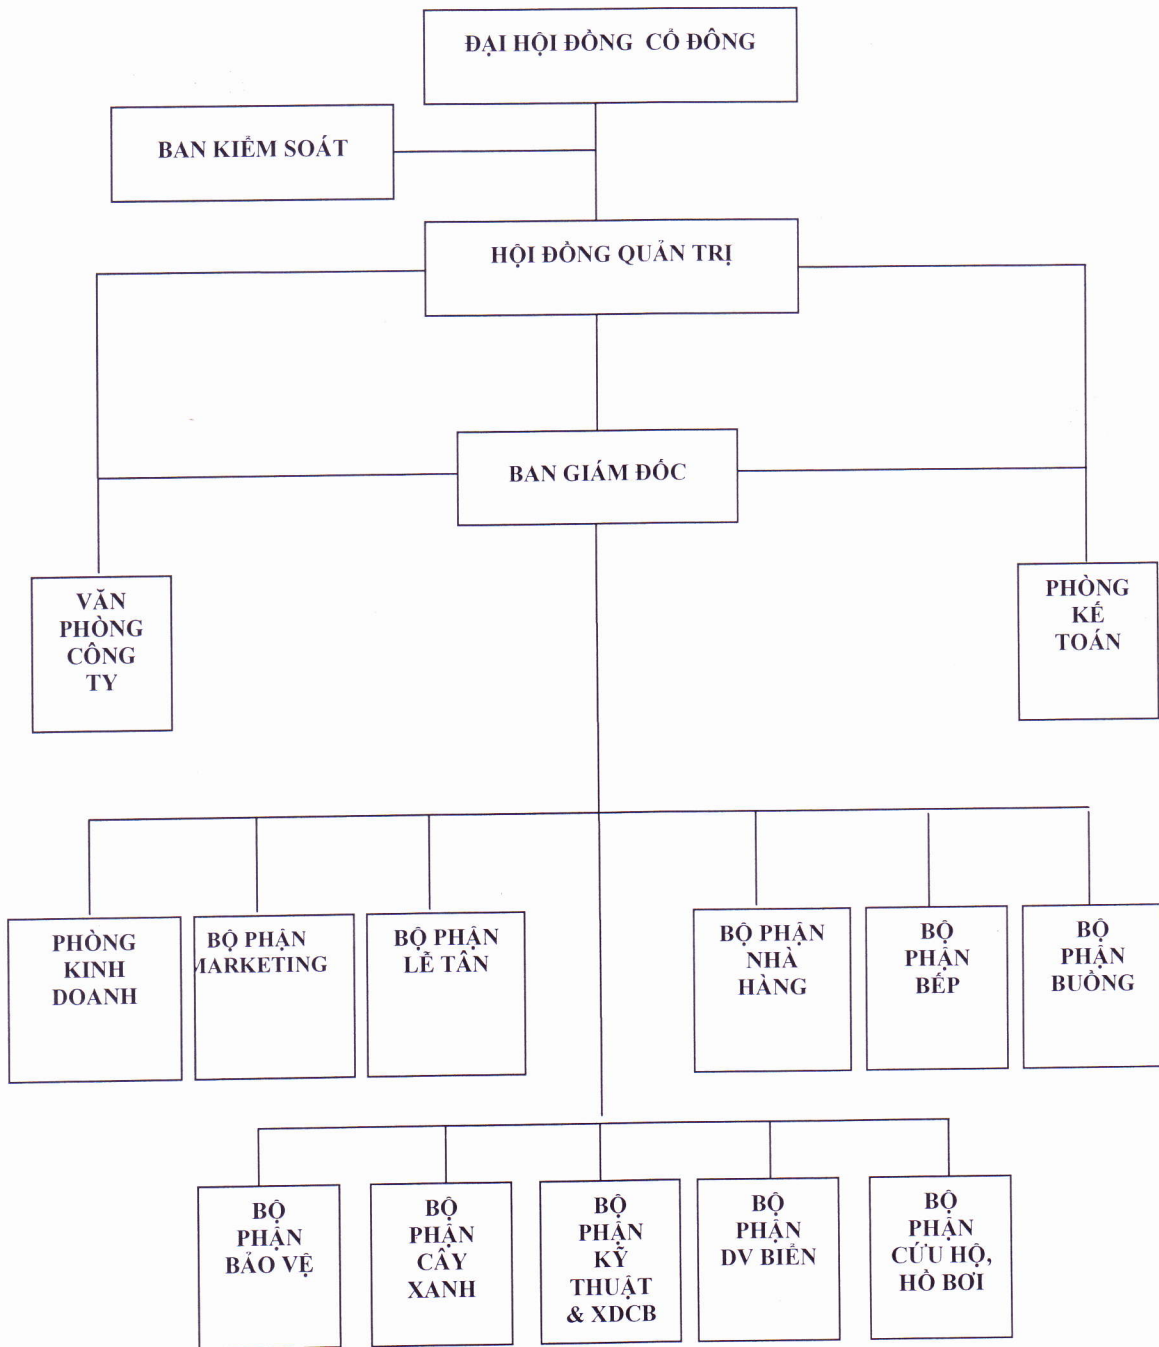 ĐẠI HỘI ĐỒNG CỔ ĐÔNG
BAN KIỂM SOÁT
HỘI ĐỒNG QUẢN TRỊ
BAN GIÁM ĐỐC
VĂN
PHÒNG
CÔNG
TY
PHÒNG
KẾ
TOÁN
PHÒNG
KINH
DOANH
BỘ PHẬN
MARKETING
BỘ PHẬN
LỄ TÂN
BỘ PHẬN
NHÀ
HÀNG
BỘ
PHẬN
BẾP
BỘ
PHẬN
BUỒNG
BỘ
PHẬN
BẢO VỆ
BỘ
PHẬN
CÂY
XANH
BỘ
PHẬN
KỸ
THUẬT
& XDCB
BỘ
PHẬN
DV BIỂN
BỘ
PHẬN
CỨU HỘ,
HỒ BƠI